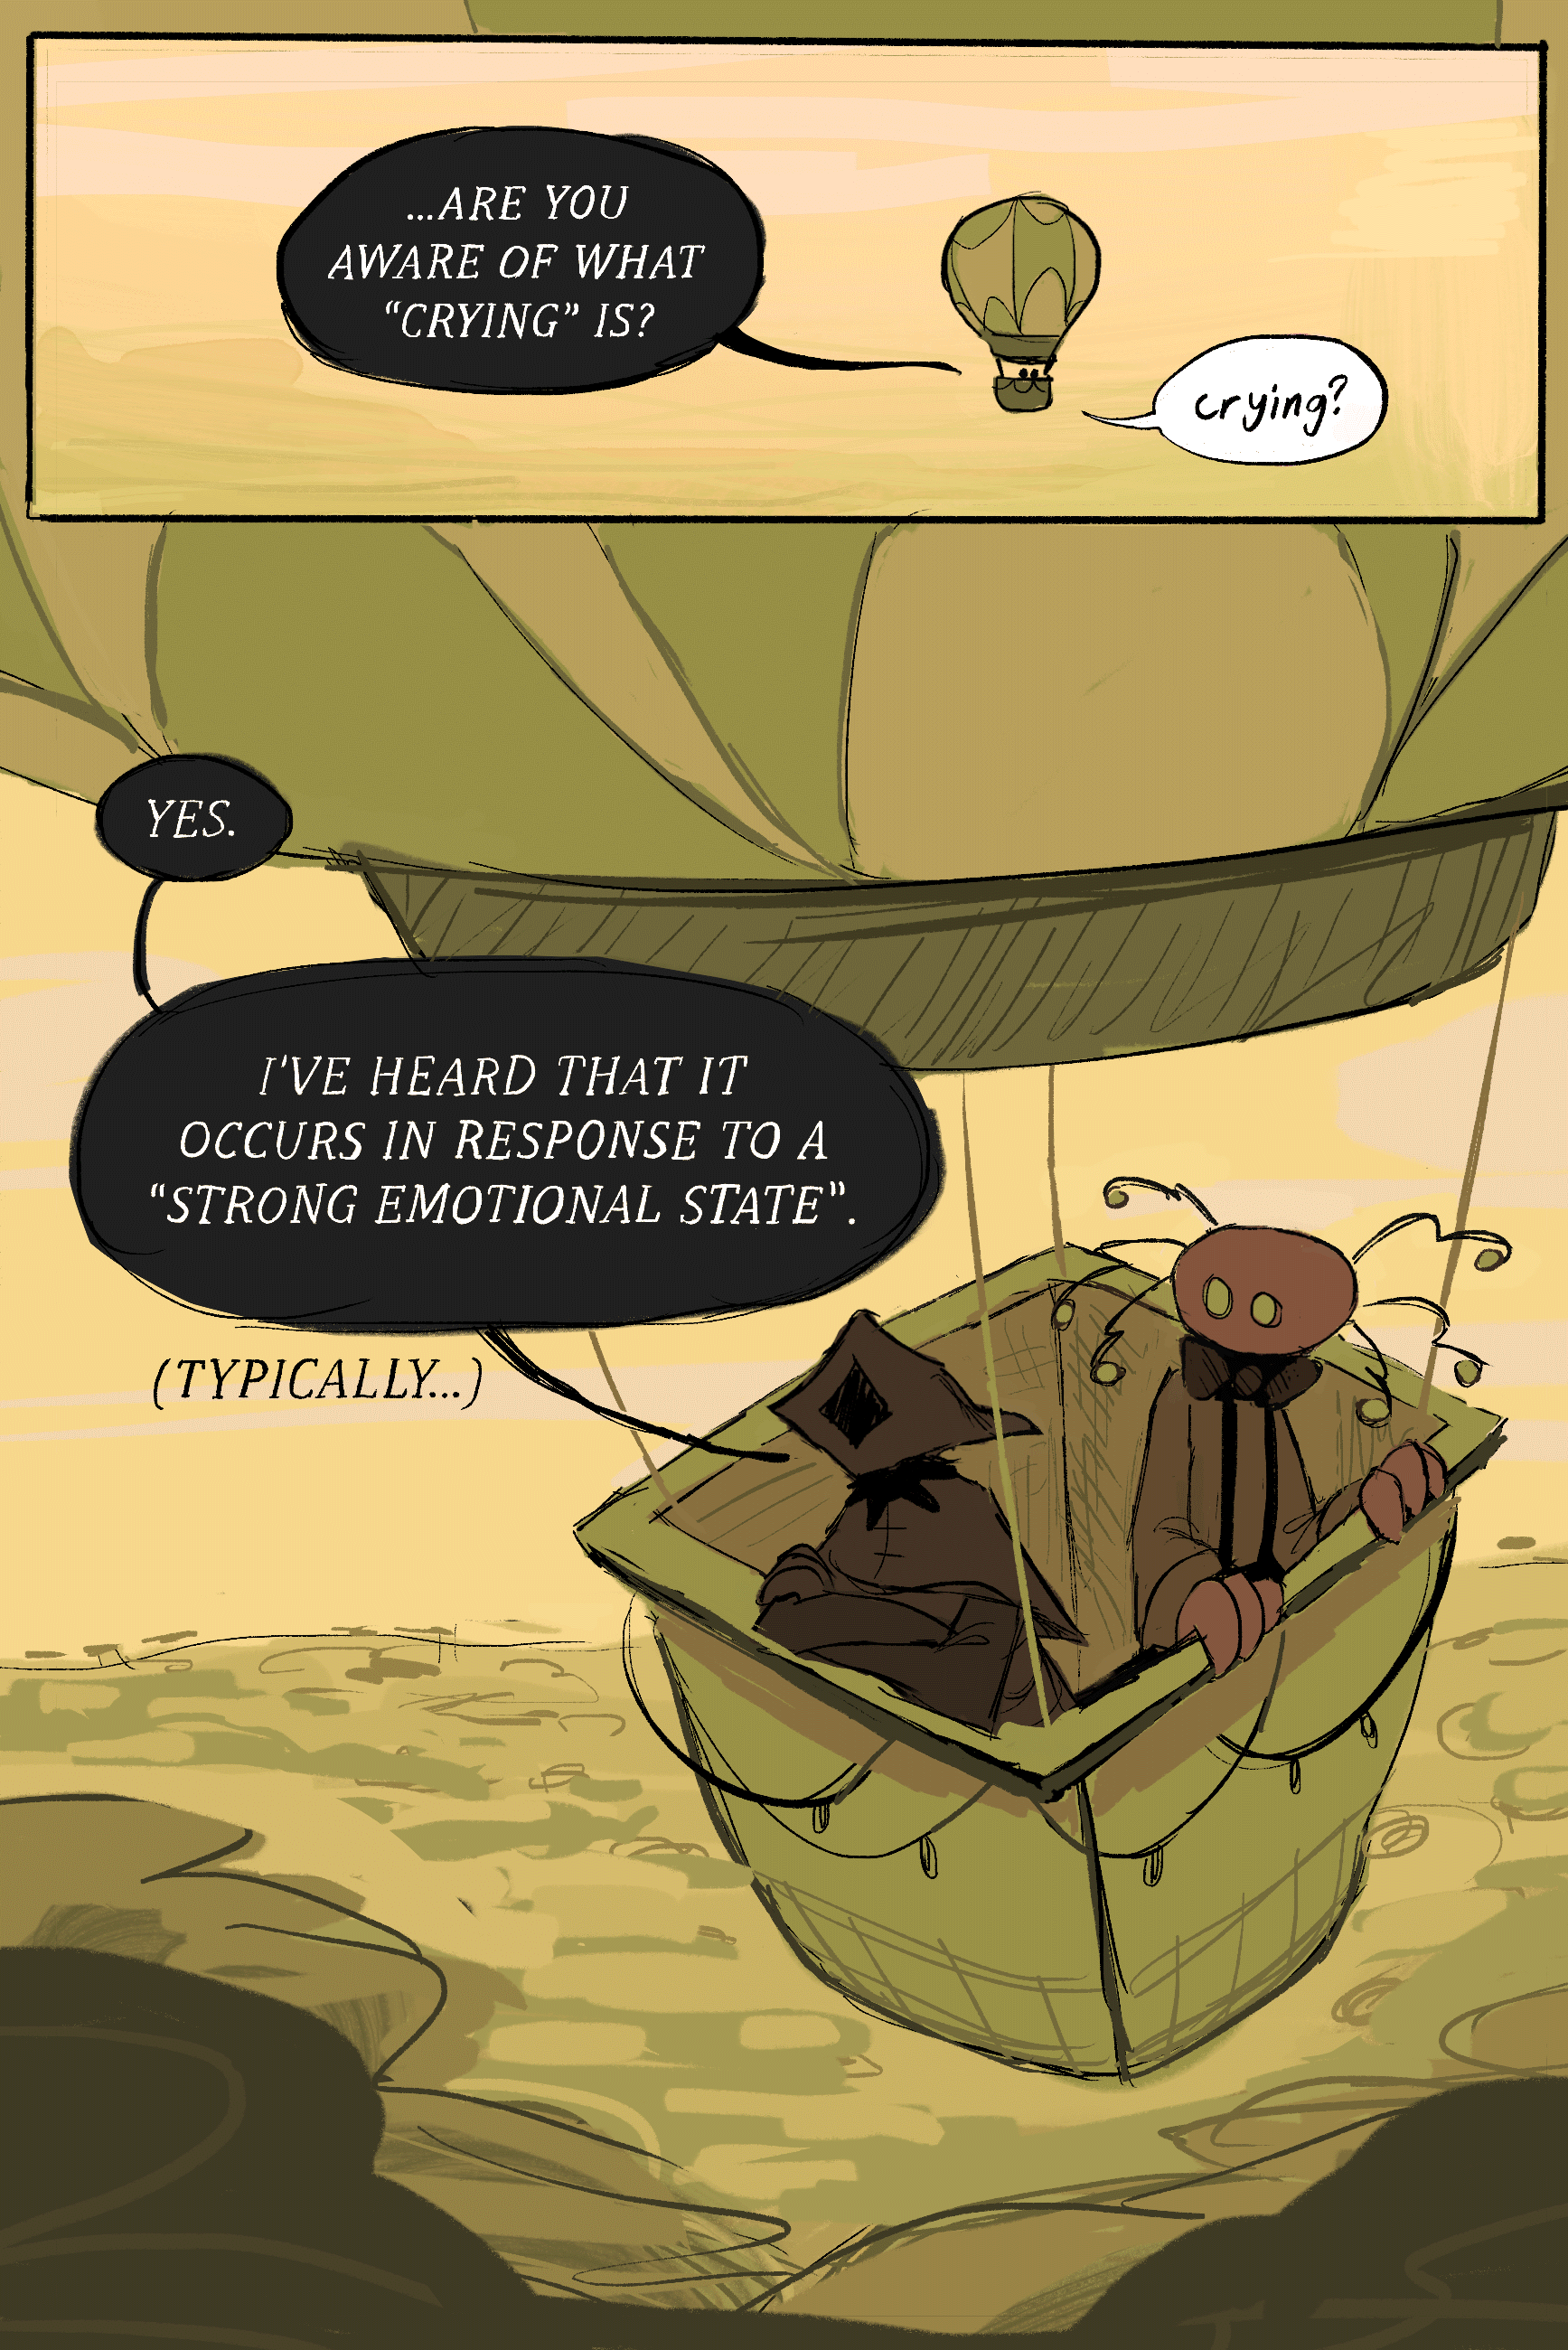 ...ARE YOU
AWARE OF WHAT
“CRYING” IS?
crying?
YES.
I'VE HEARD THAT IT
OCCURS IN RESPONSE TO A
“STRONG EMOTIONAL STATE”.
(TYPICALLY...)